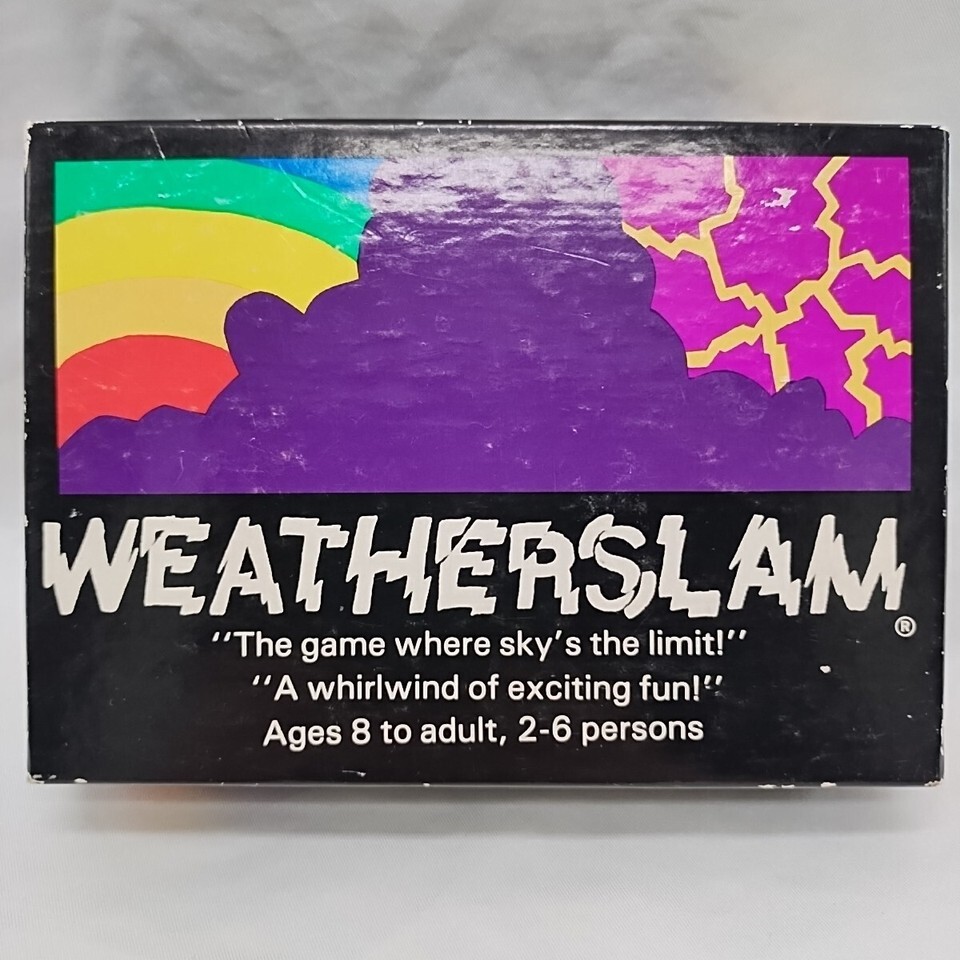 WEATHERSLAM®
"The game where sky's the limit!"
"A whirlwind of exciting fun!"
Ages 8 to adult, 2-6 persons